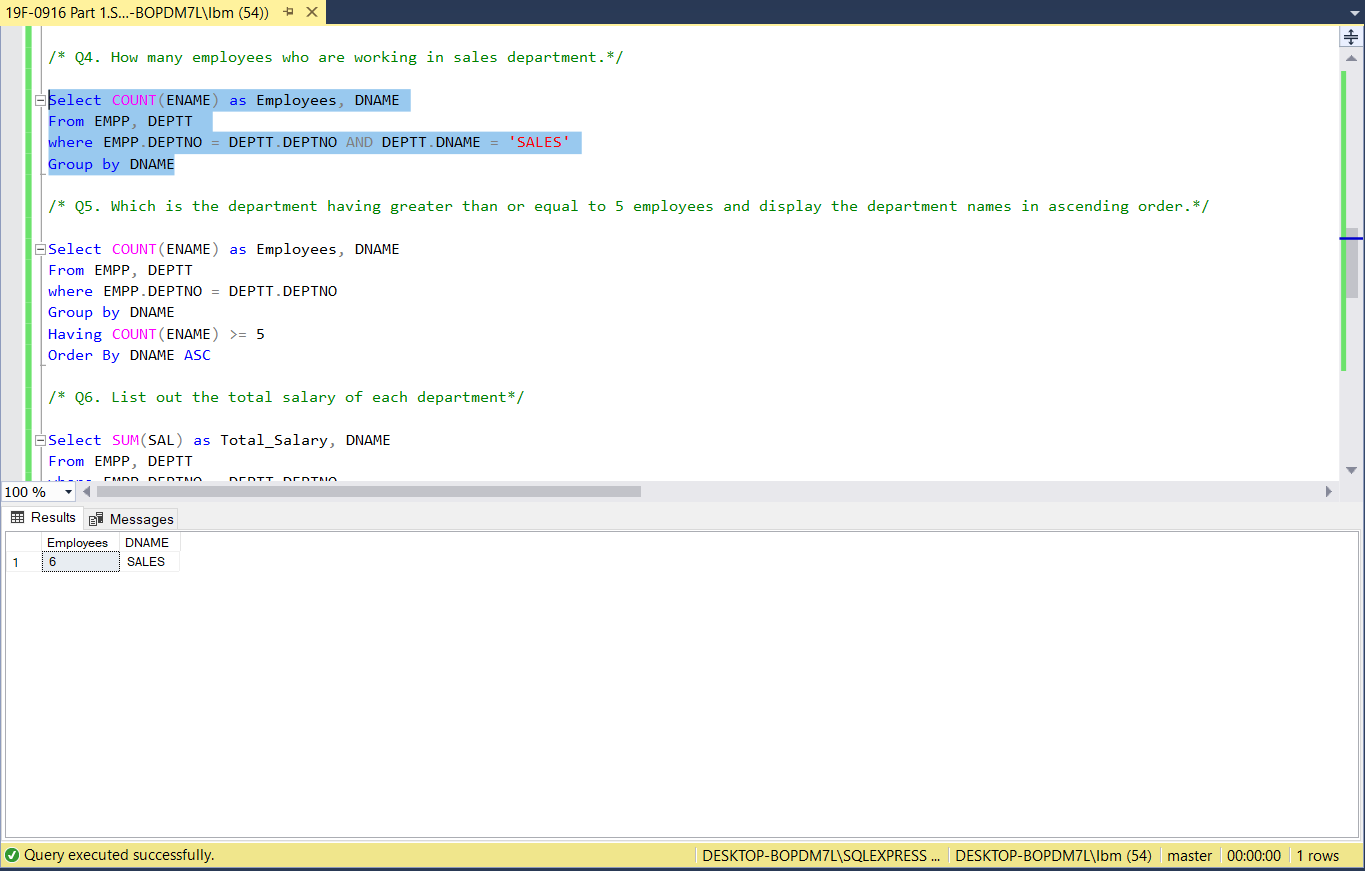 19F-0916 Part 1.S...-BOPDM7L\Ibm (54))
/* Q4. How many employees who are working in sales department.*/
Select COUNT(ENAME) as Employees, DNAME
From EMPP, DEPTT
where EMPP.DEPTNO = DEPTT.DEPTNO AND DEPTT.DNAME = 'SALES'
Group by DNAME
/* Q5. Which is the department having greater than or equal to 5 employees and display the department names in ascending order.*/
Select COUNT(ENAME) as Employees, DNAME
From EMPP, DEPTT
where EMPP.DEPTNO = DEPTT.DEPTNO
Group by DNAME
Having COUNT(ENAME) >= 5
Order By DNAME ASC
/* Q6. List out the total salary of each department*/
Select SUM(SAL) as Total_Salary, DNAME
From EMPP, DEPTT
where EMPP.DEPTNO = DEPTT.DEPTNO
100 %
Results Messages
Employees DNAME
1 6 SALES
Query executed successfully. DESKTOP-BOPDM7L\SQLEXPRESS ... DESKTOP-BOPDM7L\Ibm (54) master 00:00:00 1 rows